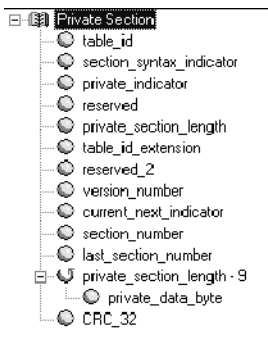 Private Section
table_id
section_syntax_indicator
private_indicator
reserved
private_section_length
table_id_extension
reserved_2
version_number
current_next_indicator
section_number
last_section_number
private_section_length - 9
private_data_byte
CRC_32